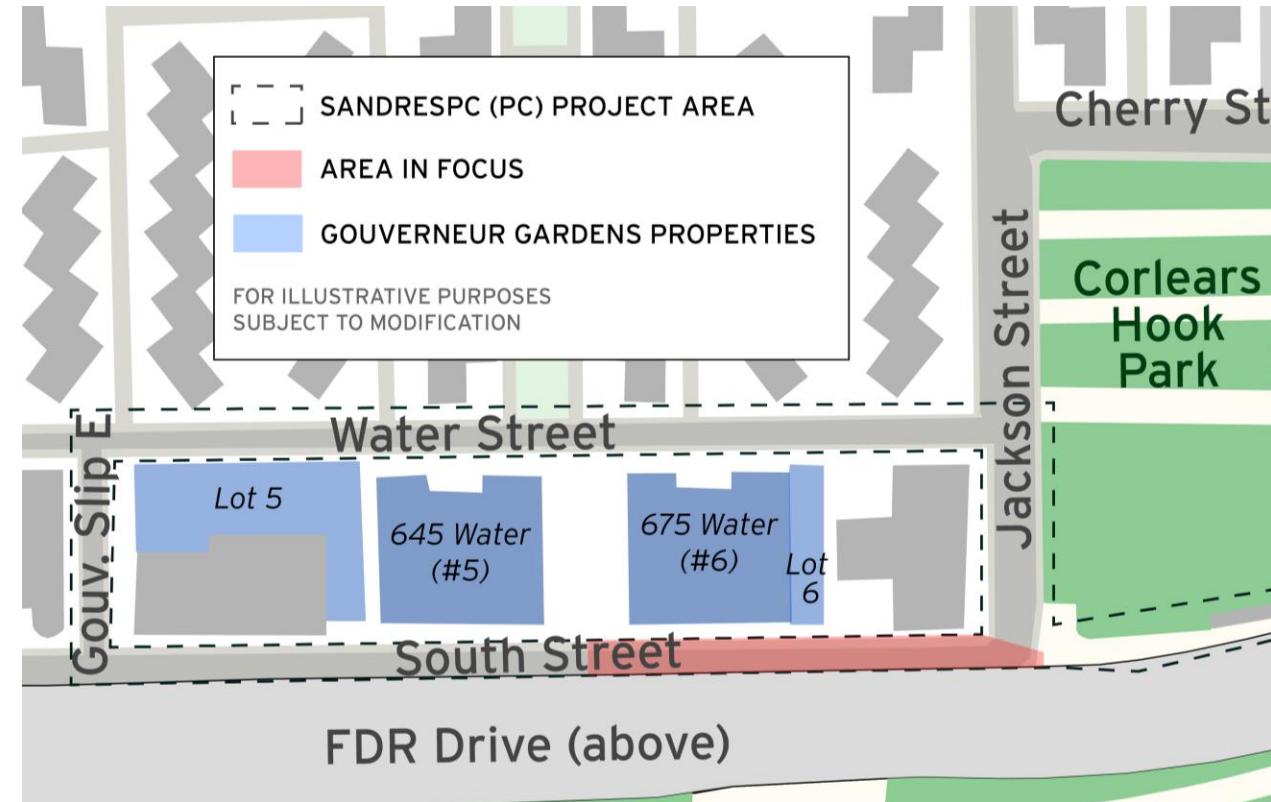 SANDRESPC (PC) PROJECT AREA
AREA IN FOCUS
GOUVERNEUR GARDENS PROPERTIES
FOR ILLUSTRATIVE PURPOSES
SUBJECT TO MODIFICATION
Cherry St
Jackson Street
Corlears
Hook
Park
Water Street
Gouv. Slip E
Lot 5
645 Water
(#5)
675 Water
(#6)
Lot
6
South Street
FDR Drive (above)